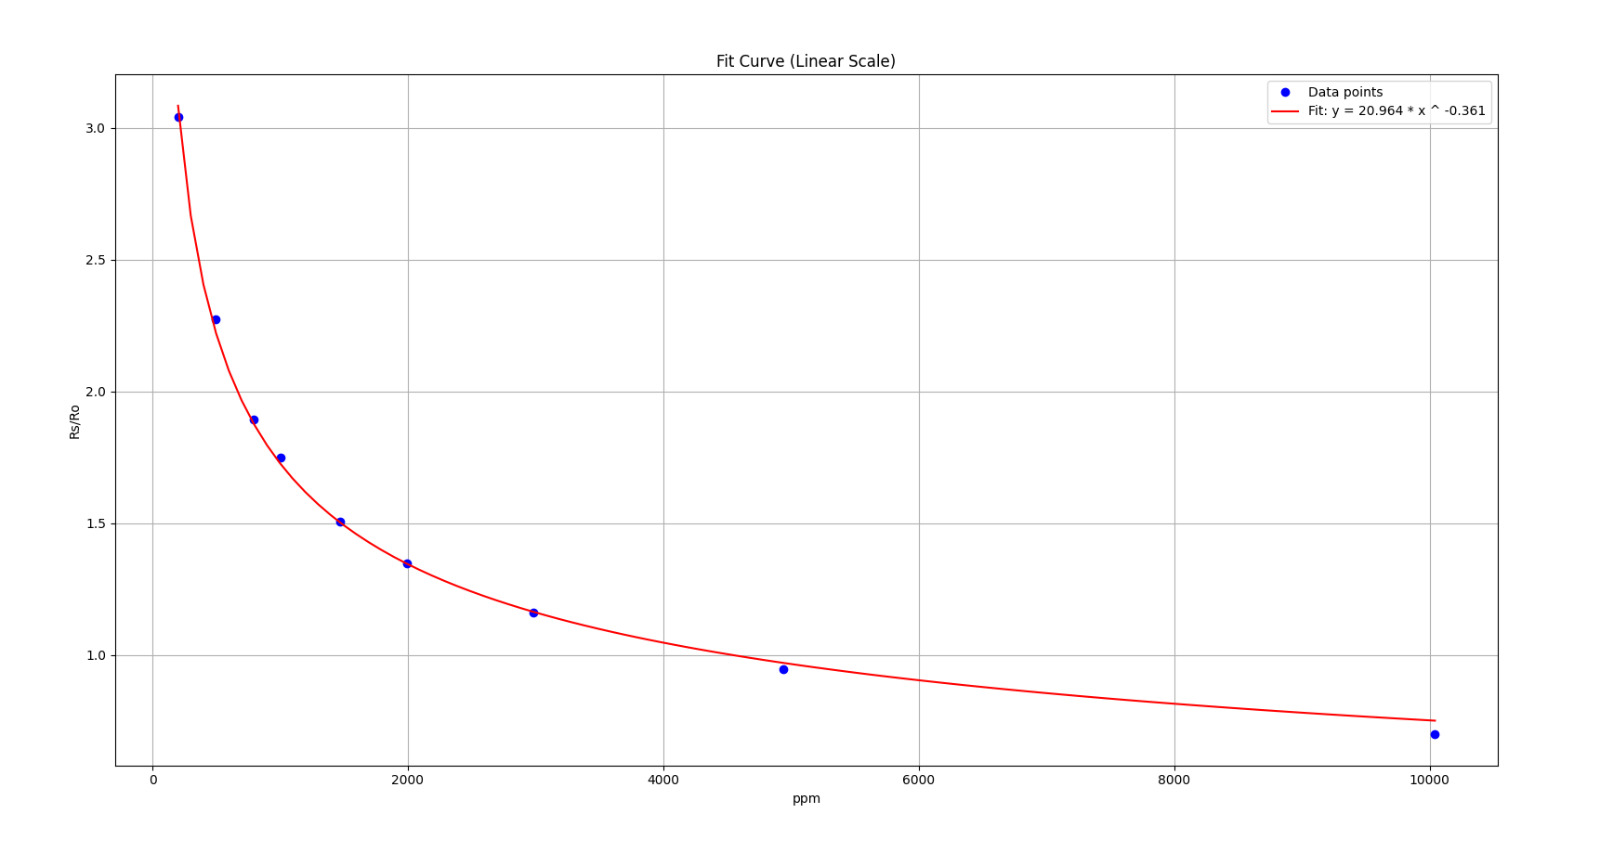 Fit Curve (Linear Scale)
Data points
Fit: y = 20.964 * x ^ -0.361
3.0
2.5
2.0
1.5
1.0
Rs/Ro
0 2000 4000 6000 8000 10000
ppm